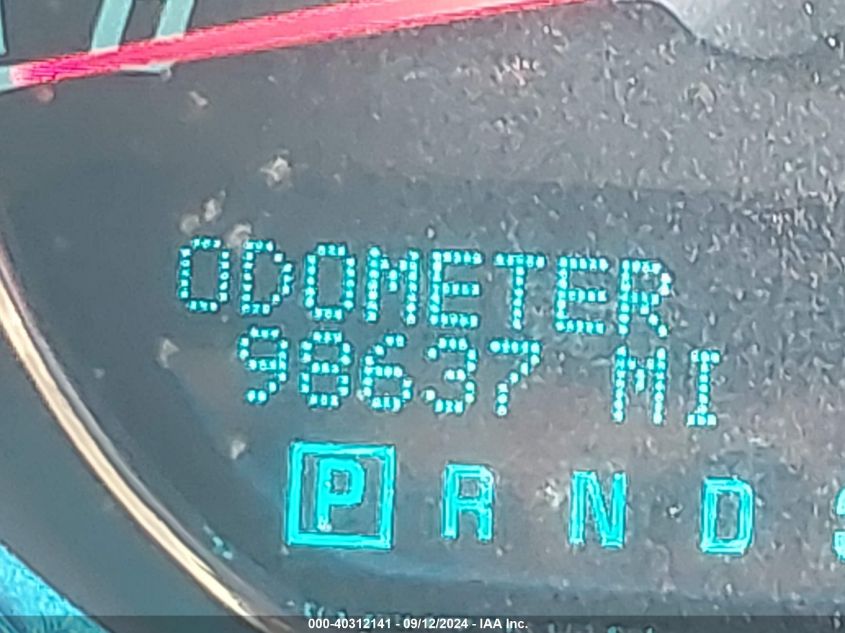 ODOMETER
98637 MI
P R N D
000-40312141 - 09/12/2024 - IAA Inc.